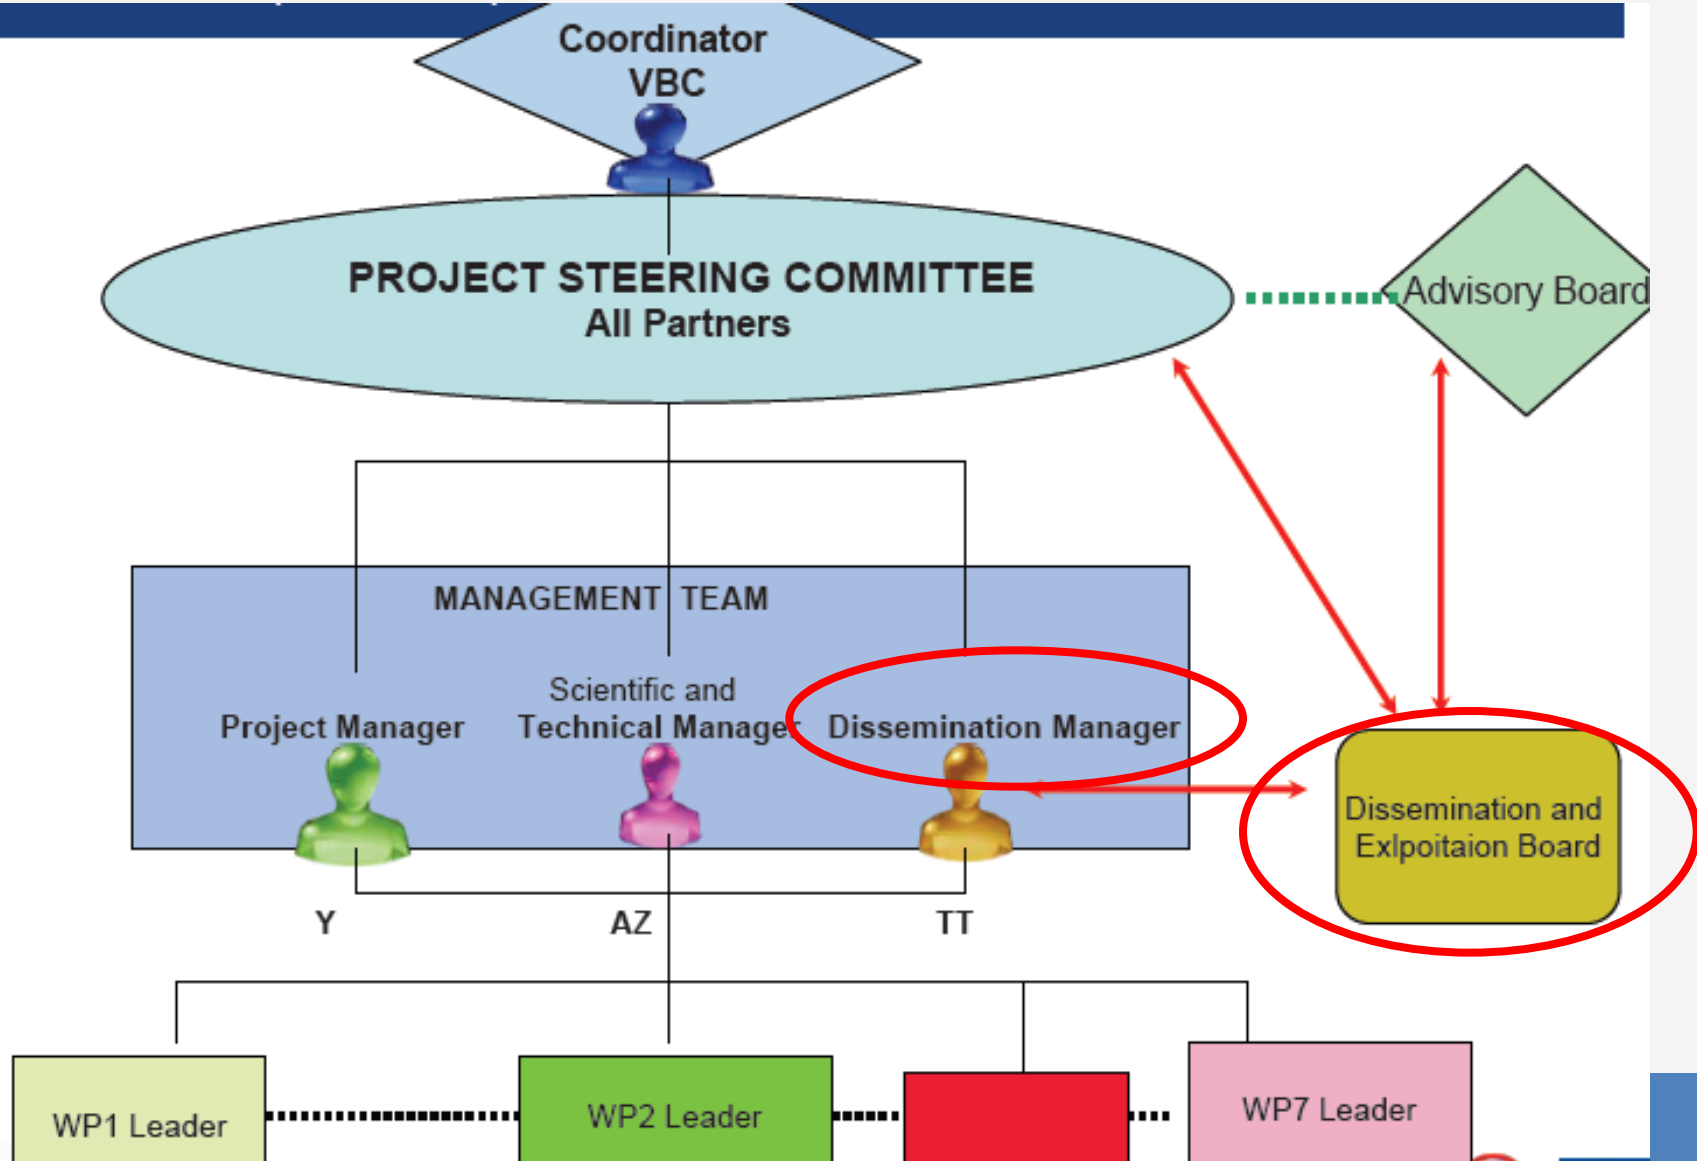 Coordinator
VBC
PROJECT STEERING COMMITTEE
All Partners
Advisory Board
MANAGEMENT TEAM
Scientific and
Project Manager
Technical Manager
Dissemination Manager
Dissemination and
Exlpoitaion Board
Y
AZ
TT
WP1 Leader
WP2 Leader
WP7 Leader